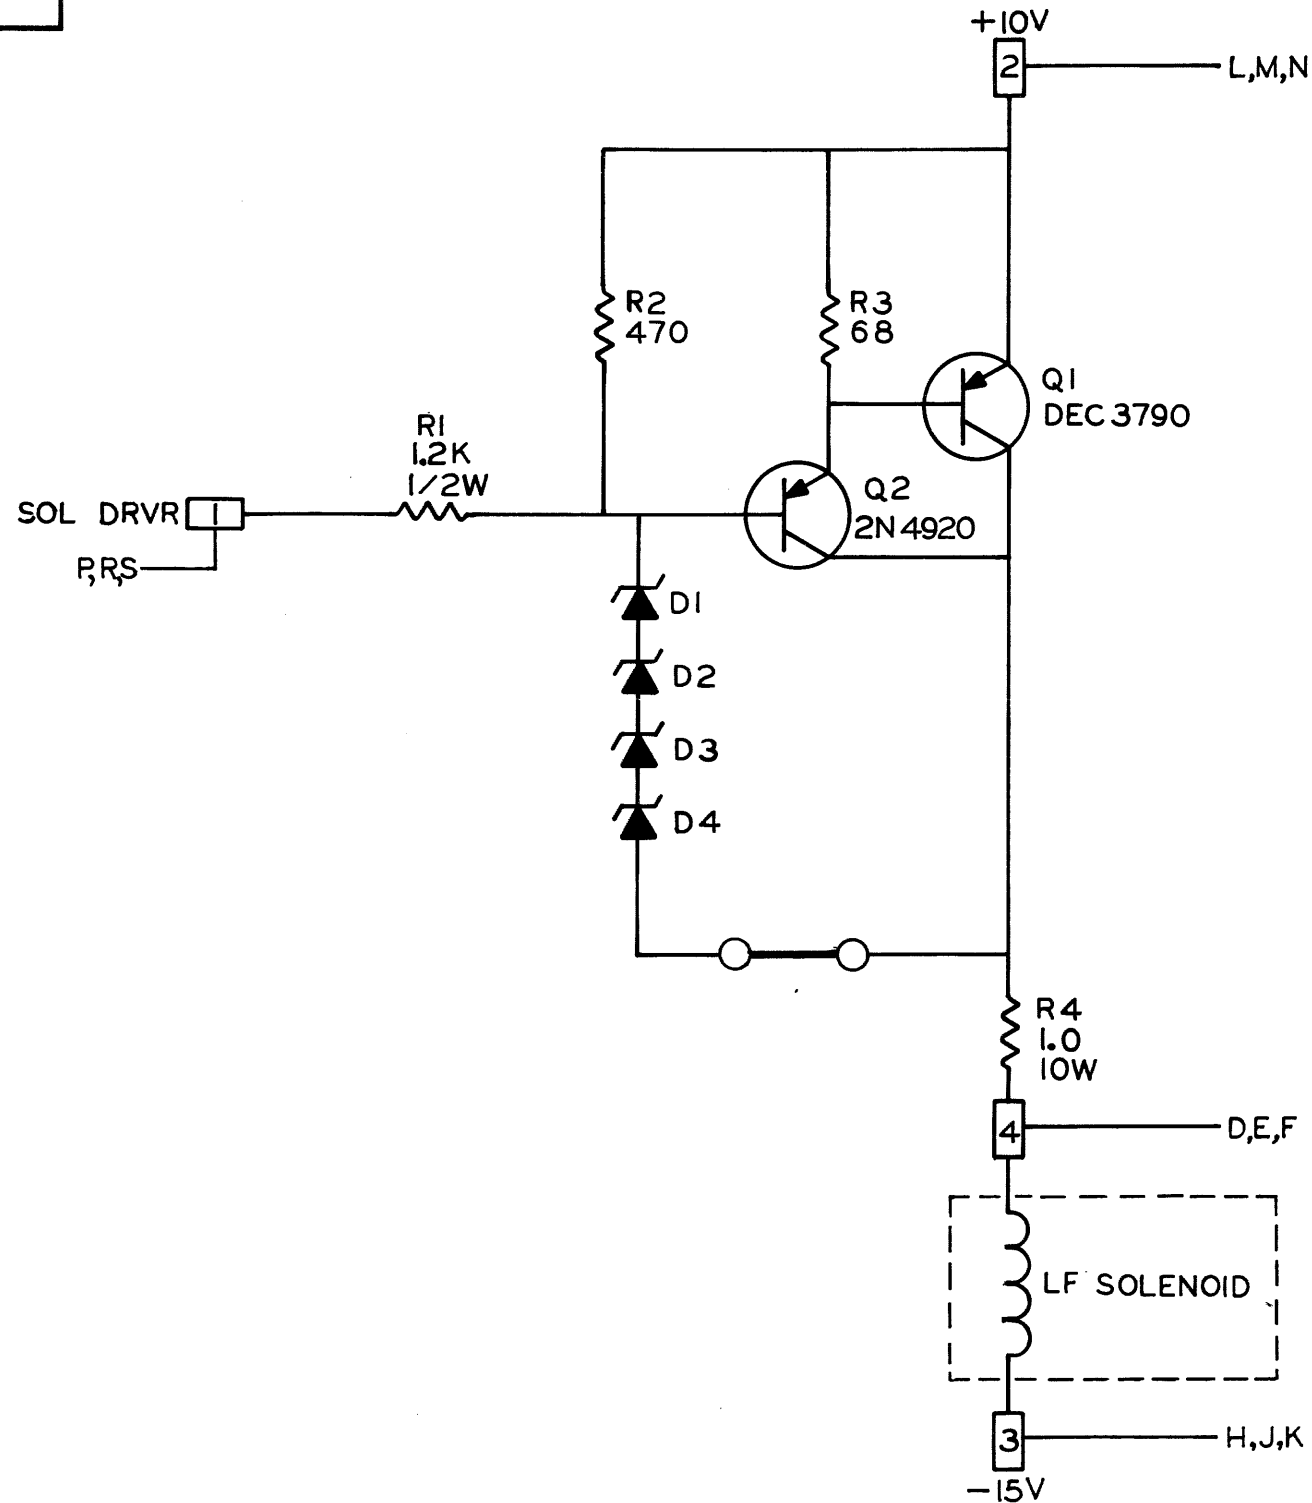 +10V
2
L,M,N
R2
470
R3
68
Q1
DEC 3790
R1
1.2K
1/2W
Q2
2N4920
SOL DRVR
1
P,R,S
D1
D2
D3
D4
R4
1.0
10W
4
D,E,F
LF SOLENOID
3
H,J,K
-15V